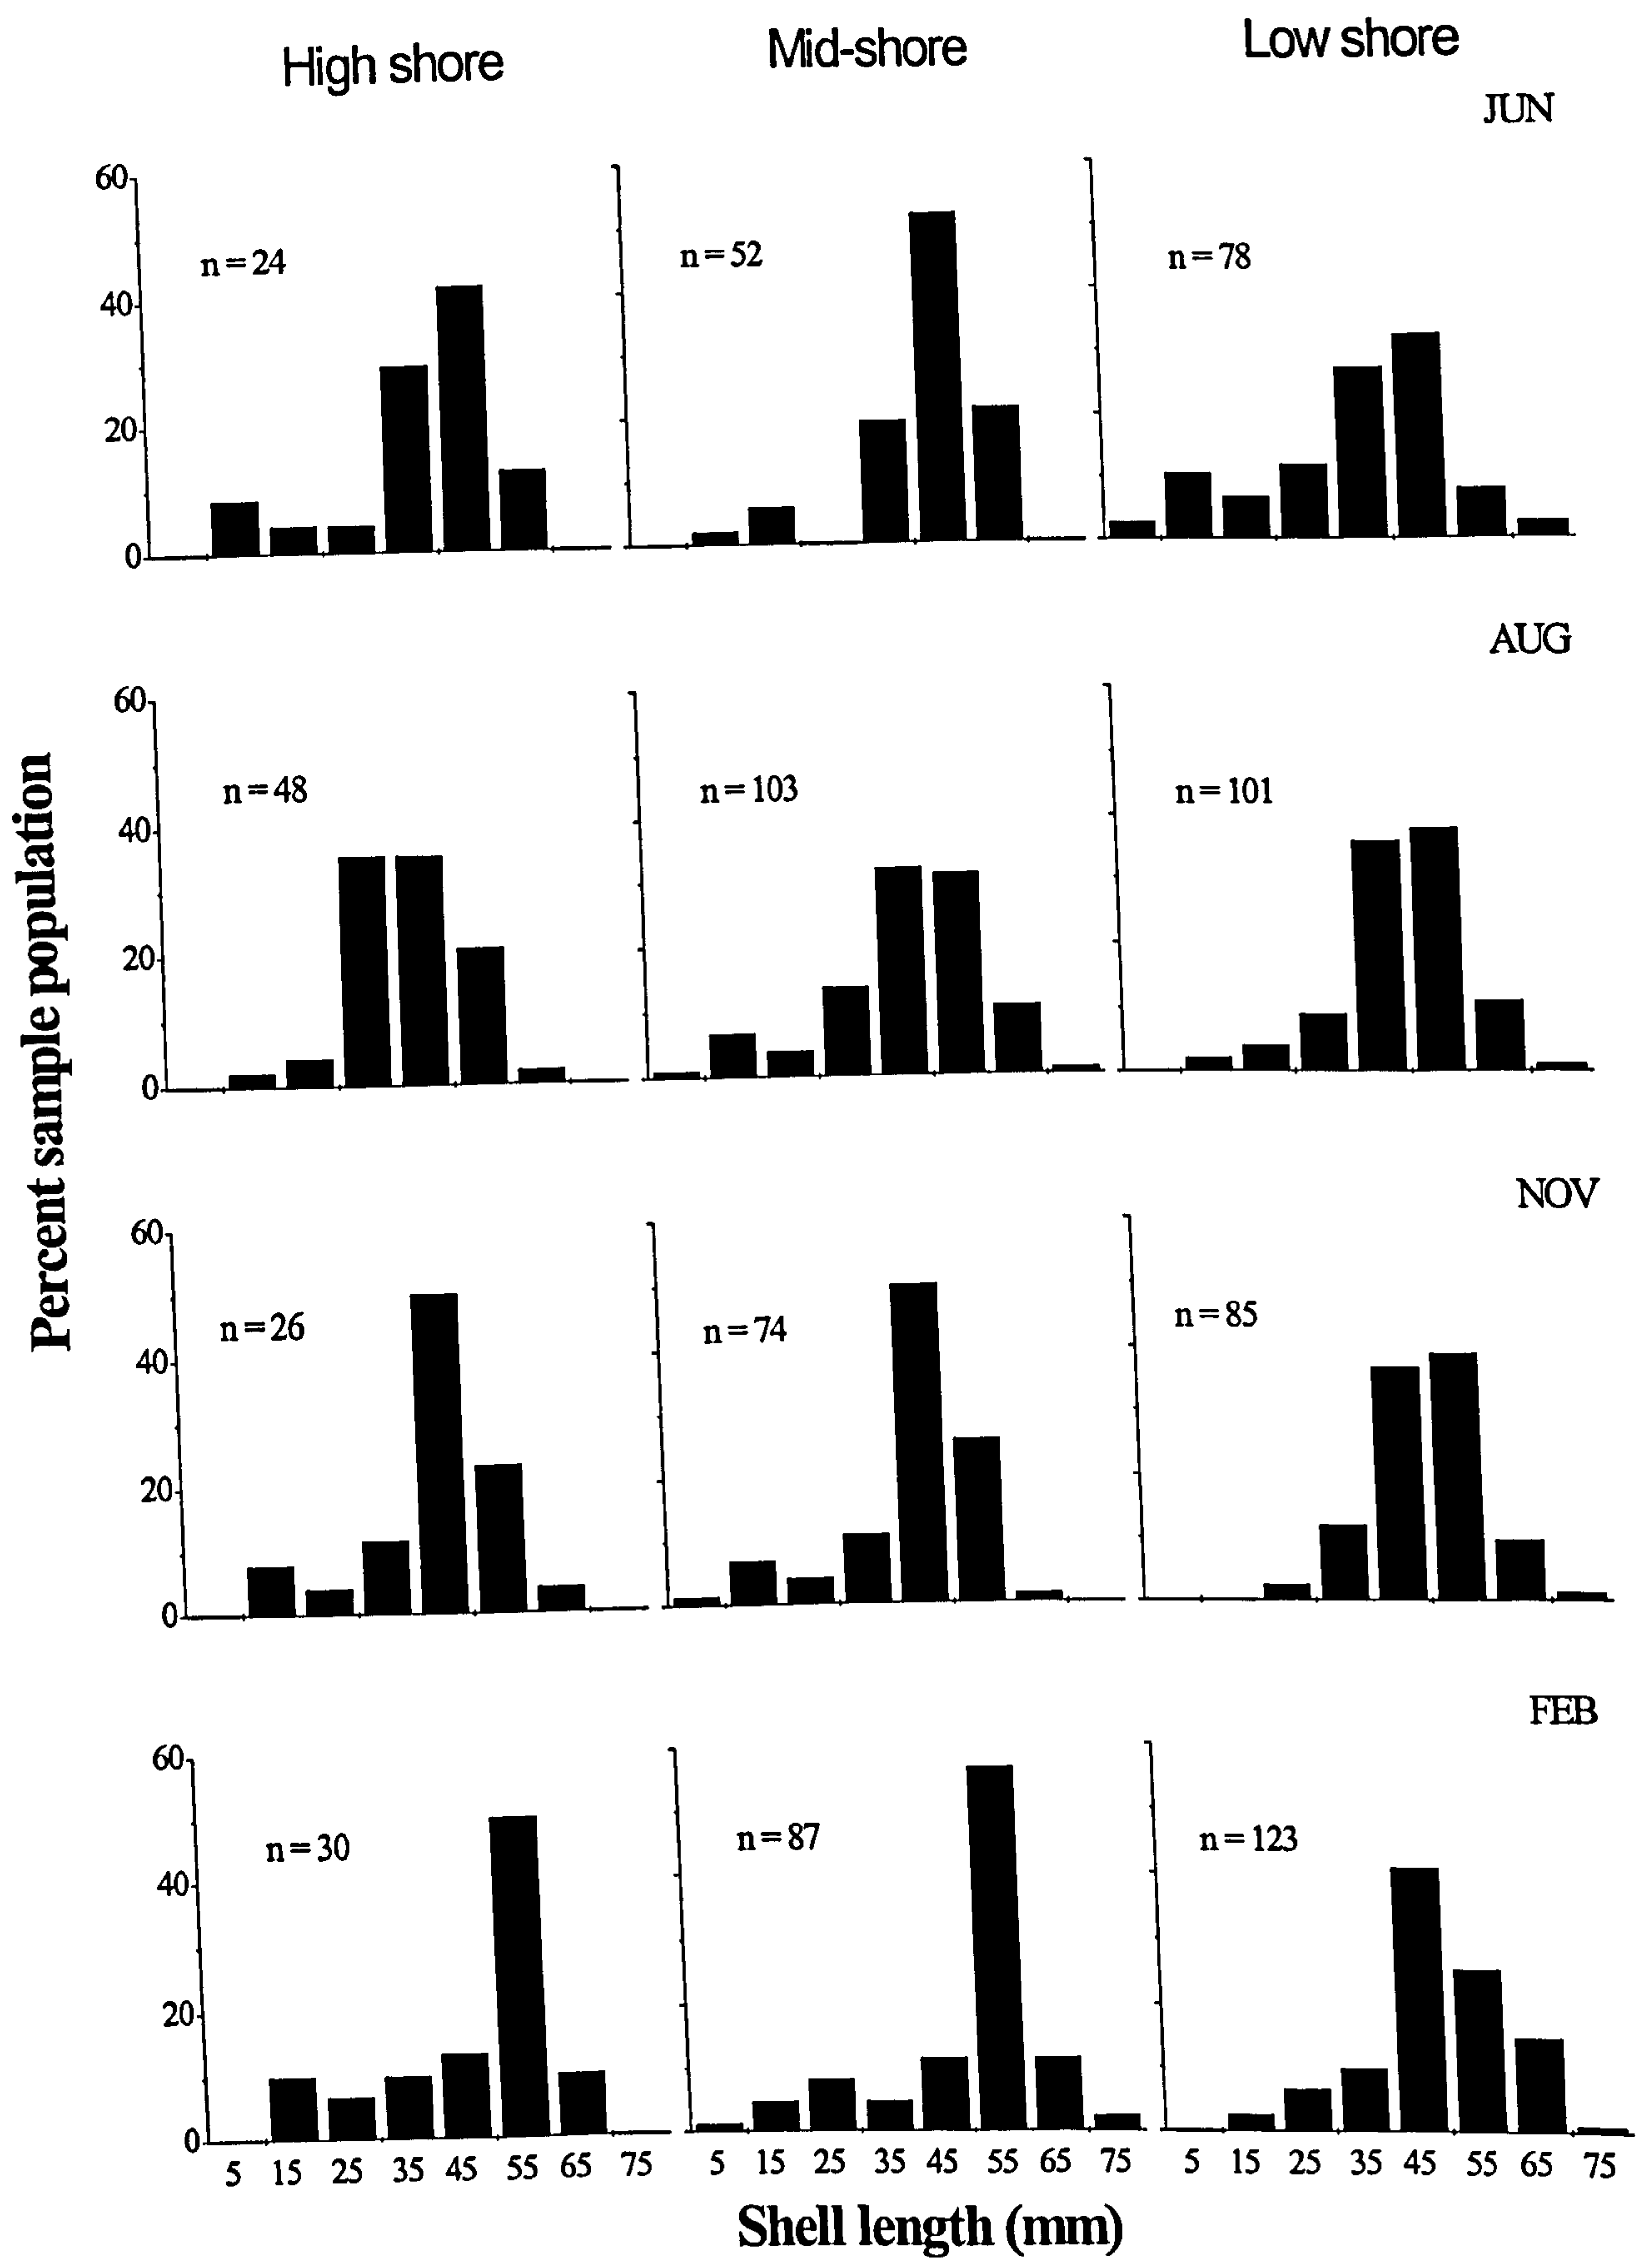 High shore Mid-shore Low shore
JUN
60
40
20
0
n=24
n=52
n=78
AUG
60
40
20
0
n=48
n=103
n=101
NOV
60
40
20
0
n=26
n=74
n=85
FEB
60
40
20
0
n=30
n=87
n=123
5 15 25 35 45 55 65 75 5 15 25 35 45 55 65 75 5 15 25 35 45 55 65 75
Percent sample population
Shell length (mm)